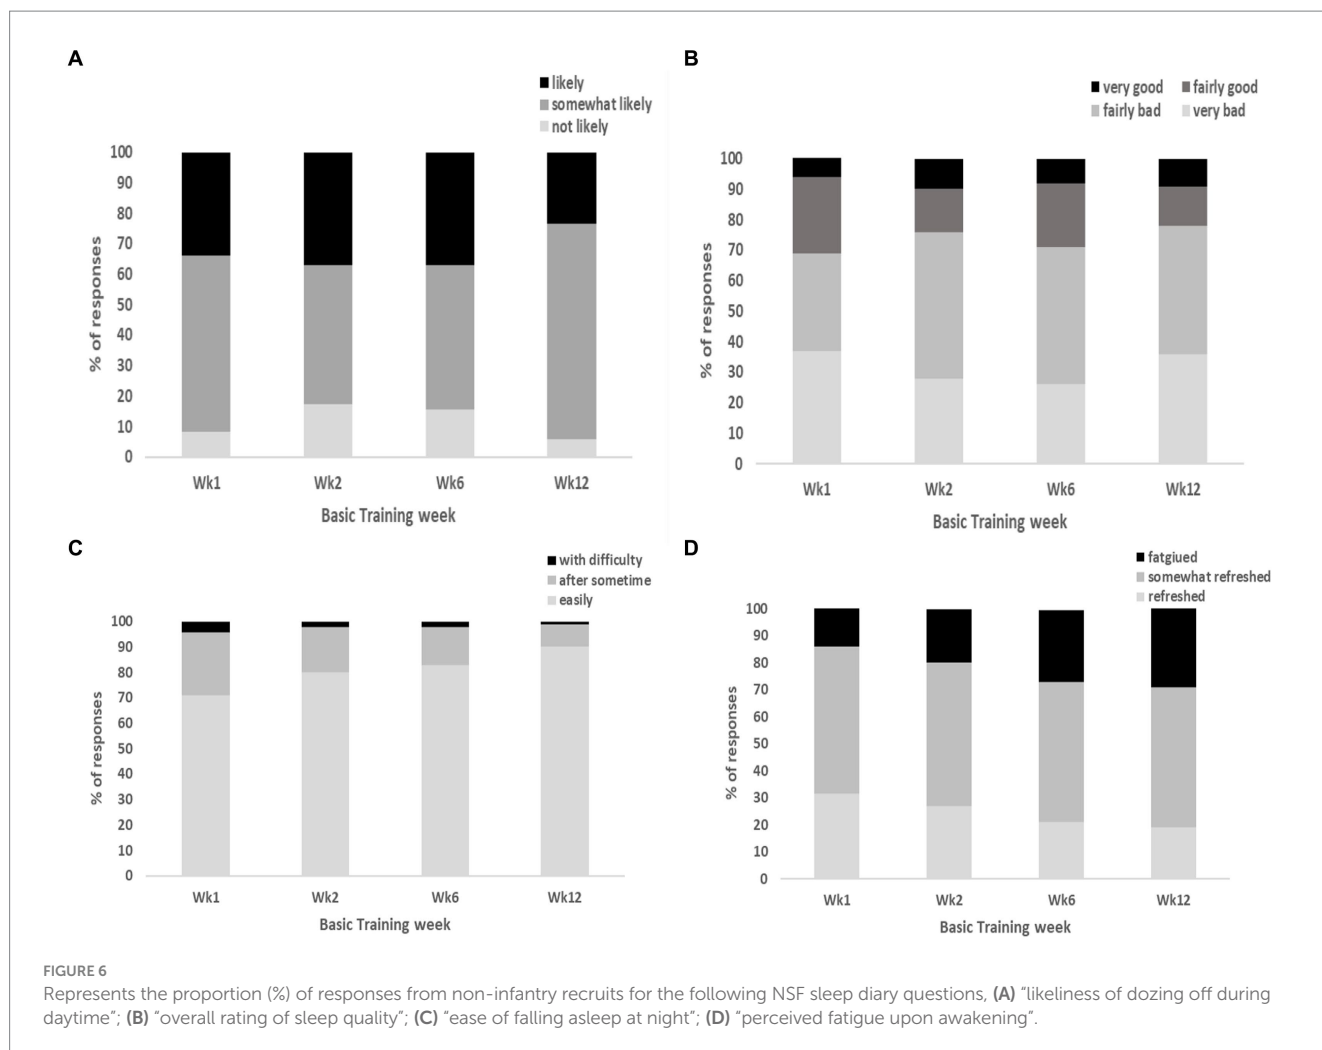 A
likely
somewhat likely
not likely
100
90
80
70
60
50
40
30
20
10
0
% of responses
Wk1 Wk2 Wk6 Wk12
Basic Training week
B
very good fairly good
fairly bad very bad
100
90
80
70
60
50
40
30
20
10
0
% of responses
Wk1 Wk2 Wk6 Wk12
Basic Training week
C
with difficulty
after sometime
easily
100
90
80
70
60
50
40
30
20
10
0
% of responses
Wk1 Wk2 Wk6 Wk12
Basic Training week
D
fatgiued
somewhat refreshed
refreshed
100
90
80
70
60
50
40
30
20
10
0
% of responses
Wk1 Wk2 Wk6 Wk12
Basic Training week
FIGURE 6
Represents the proportion (%) of responses from non-infantry recruits for the following NSF sleep diary questions, (A) “likeliness of dozing off during
daytime”; (B) “overall rating of sleep quality”; (C) “ease of falling asleep at night”; (D) “perceived fatigue upon awakening”.